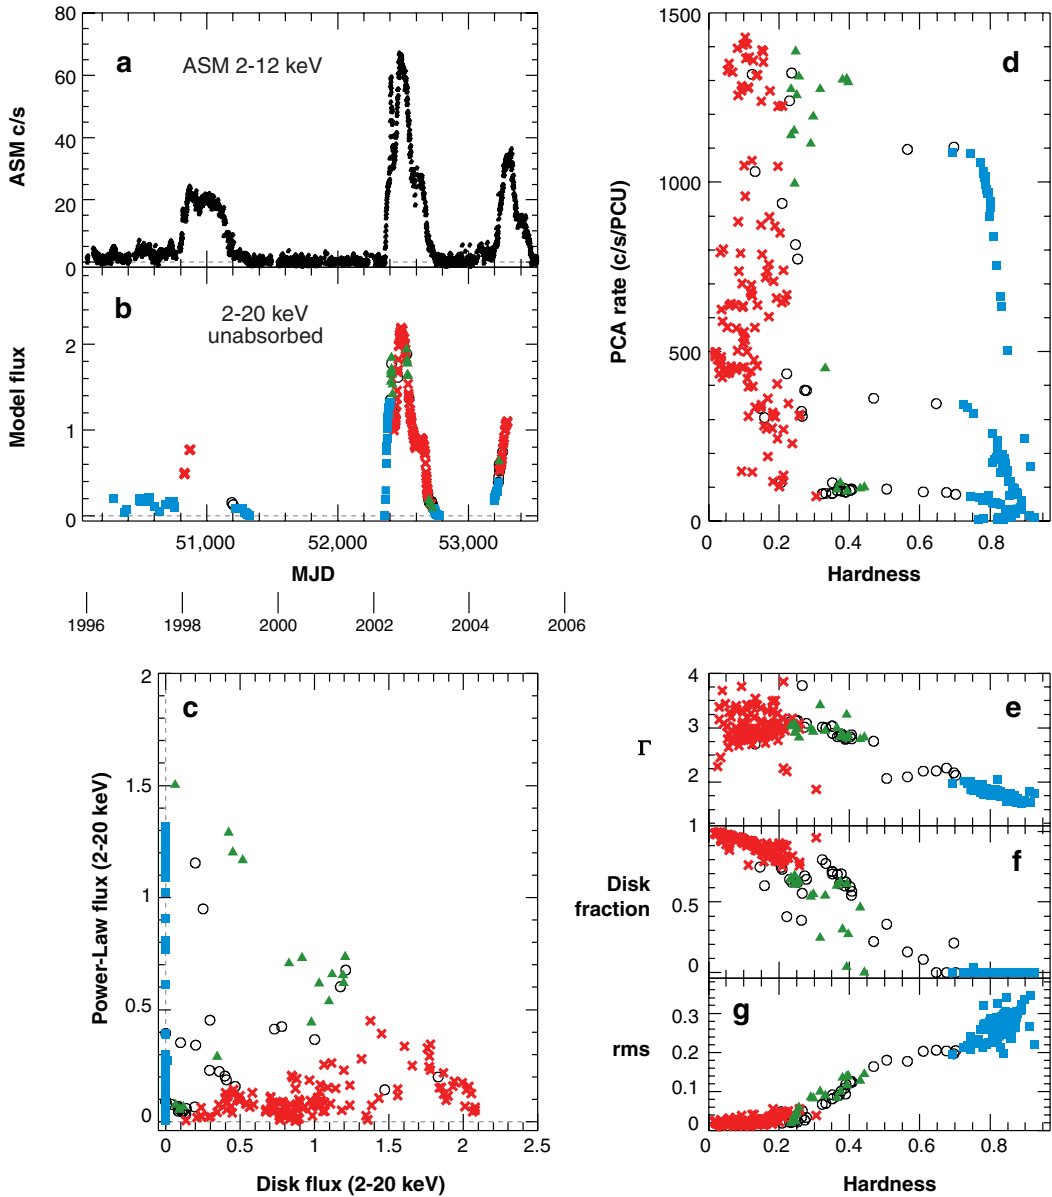 a
ASM 2-12 keV
ASM c/s
80
60
40
20
0
b
2-20 keV
unabsorbed
Model flux
2
1
0
51,000
52,000
53,000
MJD
1996
1998
2000
2002
2004
2006
d
PCA rate (c/s/PCU)
1500
1000
500
0
0
0.2
0.4
0.6
0.8
Hardness
c
Power-Law flux (2-20 keV)
2
1.5
1
0.5
0
0
0.5
1
1.5
2.0
2.5
Disk flux (2-20 keV)
e
Γ
4
3
2
1
f
Disk
fraction
0.5
0
g
rms
0.3
0.2
0.1
0
0
0.2
0.4
0.6
0.8
Hardness